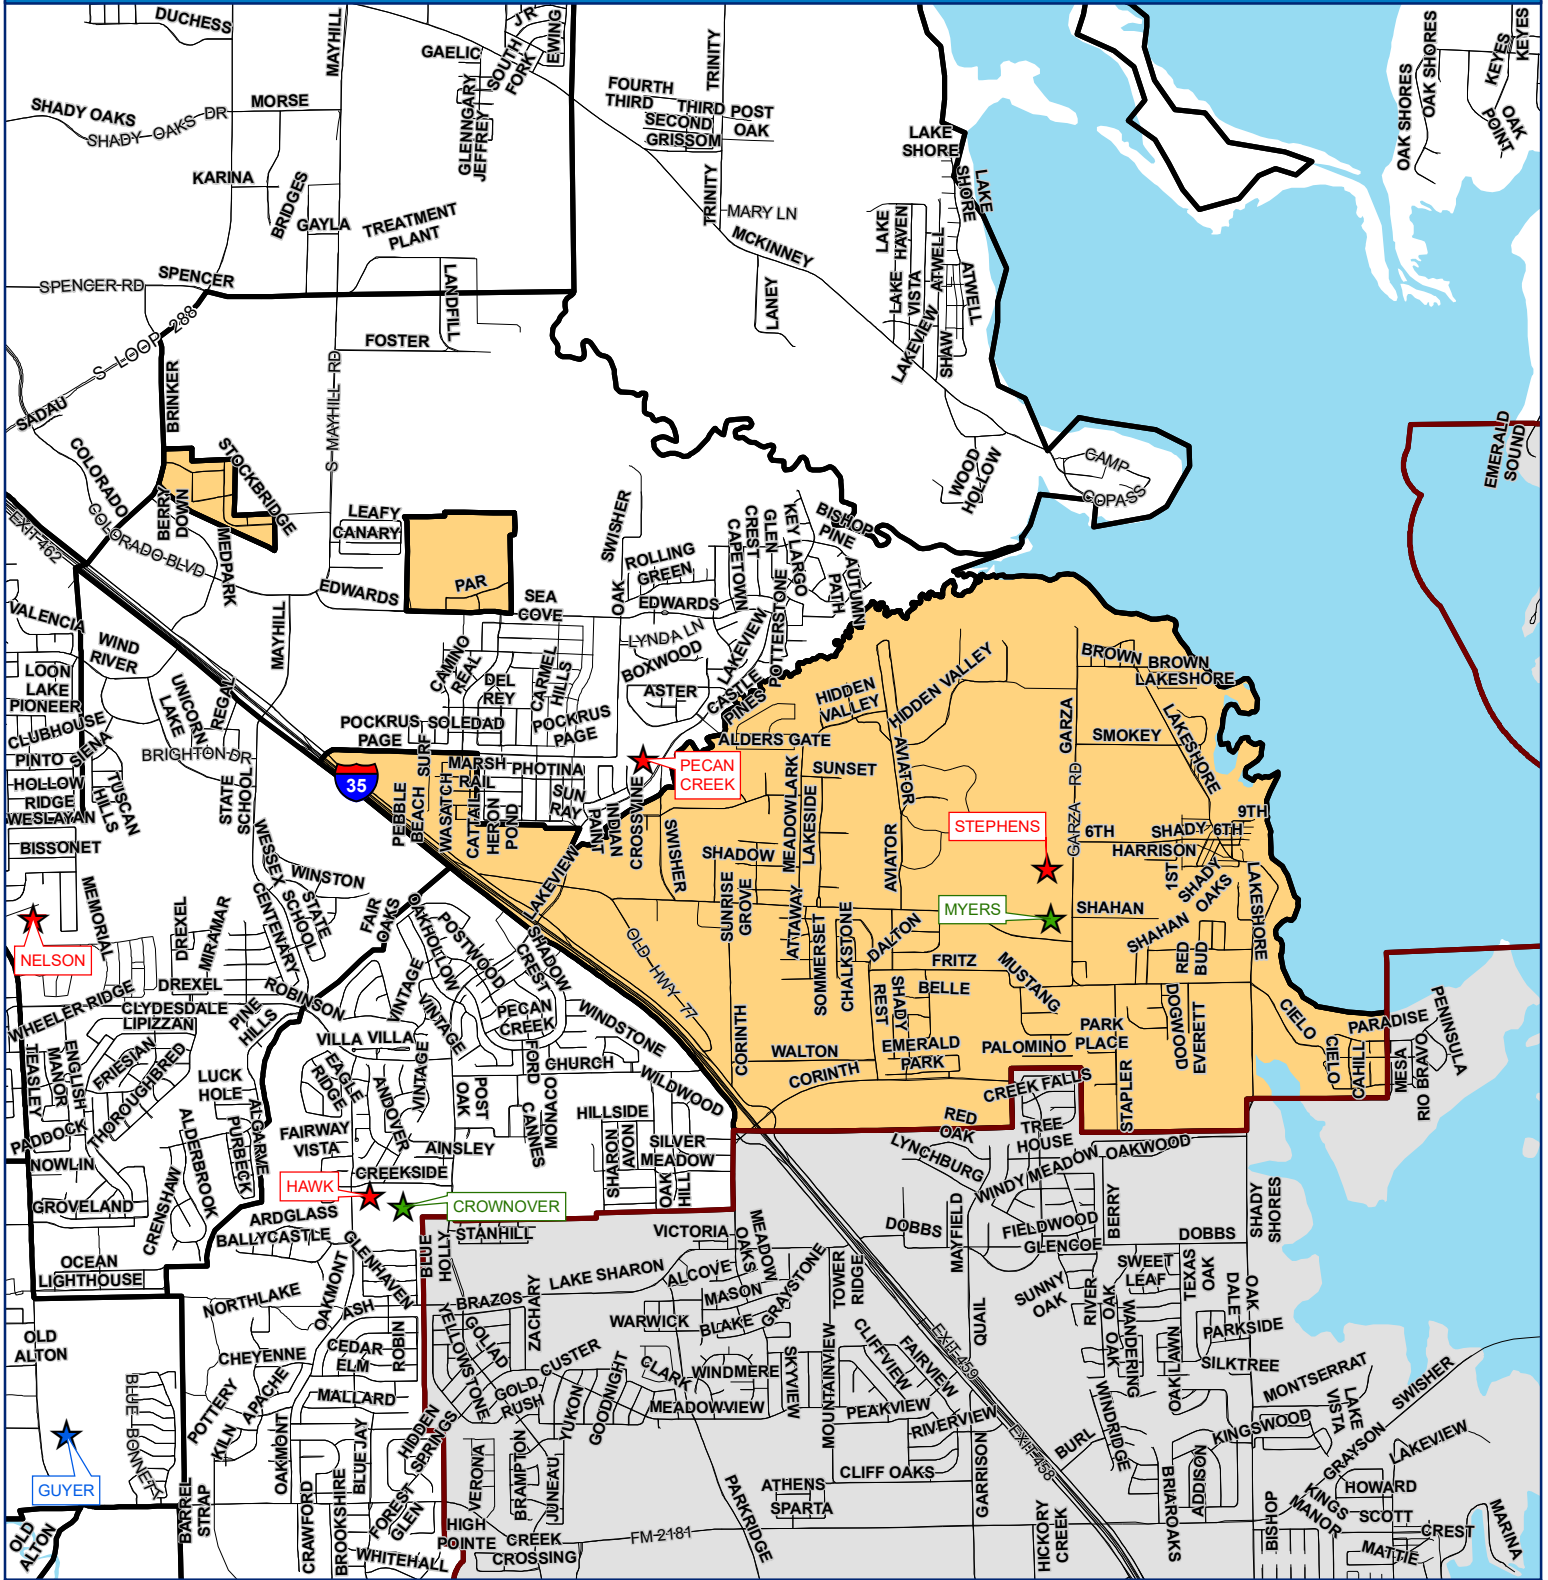 DUCHESS
MAYHILL
GAELIC
SOUTH
FORK
J R
EWING
TRINITY
OAK SHORES
OAK SHORES
KEYES
KEYES
OAK
POINT
SHADY OAKS
SHADY OAKS DR
MORSE
GLENNGARY
JEFFREY
FOURTH
THIRD
THIRD POST
SECOND
OAK
GRISSOM
LAKE
SHORE
LAKE
SHORE
KARINA
BRIDGES
GAYLA
TREATMENT
PLANT
TRINITY
MARY LN
MCKINNEY
LAKE
HAVEN
LAKE
VISTA
ATWELL
ATWELL
SPENCER RD
SPENCER
LANDFILL
LANEY
LAKEVIEW
SHAW
S LOOP 288
FOSTER
SADAU
BRINKER
S MAYHILL RD
COLORADO
STOCKBRIDGE
EMERALD
SOUND
CAMP
COPASS
WOOD
HOLLOW
EXIT 462
COLORADO BLVD
BERRY
DOWN
MEDPARK
LEAFY
CANARY
EDWARDS
PAR
SEA
COVE
SWISHER
OAK
ROLLING
GREEN
EDWARDS
CREST
CAPETOWN
GLEN
KEY LARGO
BISHOP
PINE
AUTUMN
PATH
POTTERSTONE
VALENCIA
WIND
RIVER
MAYHILL
LYNDA LN
BOXWOOD
LAKEVIEW
LOON
LAKE
PIONEER
UNICORN
LAKE
REGAL
CAMINO
REAL
DEL
REY
CARMEL
HILLS
ASTER
CASTLE
PINES
HIDDEN
VALLEY
HIDDEN VALLEY
BROWN
BROWN
LAKESHORE
CLUBHOUSE
PINTO
SIENA
BRIGHTON DR
POCKRUS
PAGE
SOLEDAD
POCKRUS
PAGE
SURF
ALDERS GATE
GARZA
SMOKEY
LAKESHORE
HOLLOW
RIDGE
WESLAYAN
TUSCAN
HILLS
STATE
SCHOOL
35
MARSH
RAIL
PHOTINA
SUN
RAY
PECAN
CREEK
SUNSET
AVIATOR
GARZA RD
PEBBLE
BEACH
WASATCH
CATTAIL
HERON
POND
PAINT
INDIAN
CROSSVINE
SWISHER
MEADOWLARK
LAKESIDE
AVIATOR
STEPHENS
9TH
6TH
SHADY
6TH
HARRISON
BISSONET
WESSEX
WINSTON
SHADOW
1ST
SHADY
OAKS
LAKESHORE
NELSON
MEMORIAL
DREXEL
MIRAMAR
CENTENARY
STATE
SCHOOL
FAIR
OAKS
OAKHOLLOW
POSTWOOD
LAKEVIEW
SHADOW
CREST
SUNRISE
GROVE
ATTAWAY
SOMMERSET
CHALKSTONE
DALTON
MYERS
SHAHAN
SHAHAN
RED
BUD
OLD HWY 77
FRITZ
BELLE
MUSTANG
WHEELER RIDGE
DREXEL
CLYDESDALE
LIPIZZAN
PINE
HILLS
ROBINSON
VINTAGE
VINTAGE
PECAN
CREEK
WINDSTONE
CORINTH
REST
SHADY
DOGWOOD
EVERETT
CIELO
PENINSULA
PARADISE
TEASLEY
ENGLISH
MANOR
FRIESIAN
THOROUGHBRED
VILLA
VILLA
EAGLE
RIDGE
VINTAGE
FORD
CHURCH
WILDWOOD
WALTON
CORINTH
EMERALD
PARK
PALOMINO
PARK
PLACE
STAPLER
CIELO
CAHILL
MESA
RIO BRAVO
PADDOCK
NOWLIN
LUCK
HOLE
ALGARVE
PURBECK
ALDERBROOK
ANDOVER
POST
OAK
CANNES
MONACO
HILLSIDE
CREEK FALLS
FAIRWAY
VISTA
AINSLEY
SHARON
AVON
SILVER
MEADOW
OAK
HILL
RED
OAK
TREE
HOUSE
LYNCHBURG
WINDY MEADOW
OAKWOOD
GROVELAND
CRENSHAW
HAWK
CREEKSIDE
CROWNOVER
ARDGLASS
BALLYCASTLE
STANHILL
VICTORIA
MEADOW
OAKS
DOBBS
MAYFIELD
FIELDWOOD
GLENCOE
BERRY
DOBBS
SHADY
SHORES
OCEAN
LIGHTHOUSE
GLENHAVEN
BLUE
HOLLY
LAKE SHARON
ALCOVE
MASON
GRAYSTONE
TOWER
RIDGE
SUNNY
OAK
SWEET
LEAF
TEXAS
OAK
NORTHLAKE
OAKMONT
ASH
BRAZOS
ZACHARY
WARWICK
BLAKE
RIVER
OAK
OAK
WANDERING
DALE
OAK
PARKSIDE
OLD
ALTON
CHEYENNE
CEDAR
ELM
ROBIN
YELLOWSTONE
GOLIAD
CUSTER
CLARK
WINDMERE
SKYVIEW
MOUNTAINVIEW
CLIFFVIEW
FAIRVIEW
EXIT 459
QUAIL
NAVAJO
OAK
SILKTREE
MONTSERRAT
SWISHER
BLUE BONNET
POTTERY
KILN
APACHE
MALLARD
GOLD
RUSH
YUKON
GOODNIGHT
MEADOWVIEW
PEAKVIEW
RIVERVIEW
WINDRIDGE
LAKE
VISTA
KINGSWOOD
GRAYSON
LAKEVIEW
GUYER
OAKMONT
BLUE JAY
HIDDEN
SPRINGS
VERONA
BRAMPTON
JUNEAU
CLIFF OAKS
ATHENS
SPARTA
GARRISON
EXIT 458
BURL
BRIAROAKS
ADDISON
HOWARD
SCOTT
KINGS
MANOR
CREST
MATTIE
MARINA
OLD
ALTON
BARREL
STRAP
CRAWFORD
BROOKSHIRE
FOREST
GLEN
WHITEHALL
HIGH
POINTE
CREEK
CROSSING
FM 2181
PARKRIDGE
HICKORY
CREEK
BISHOP